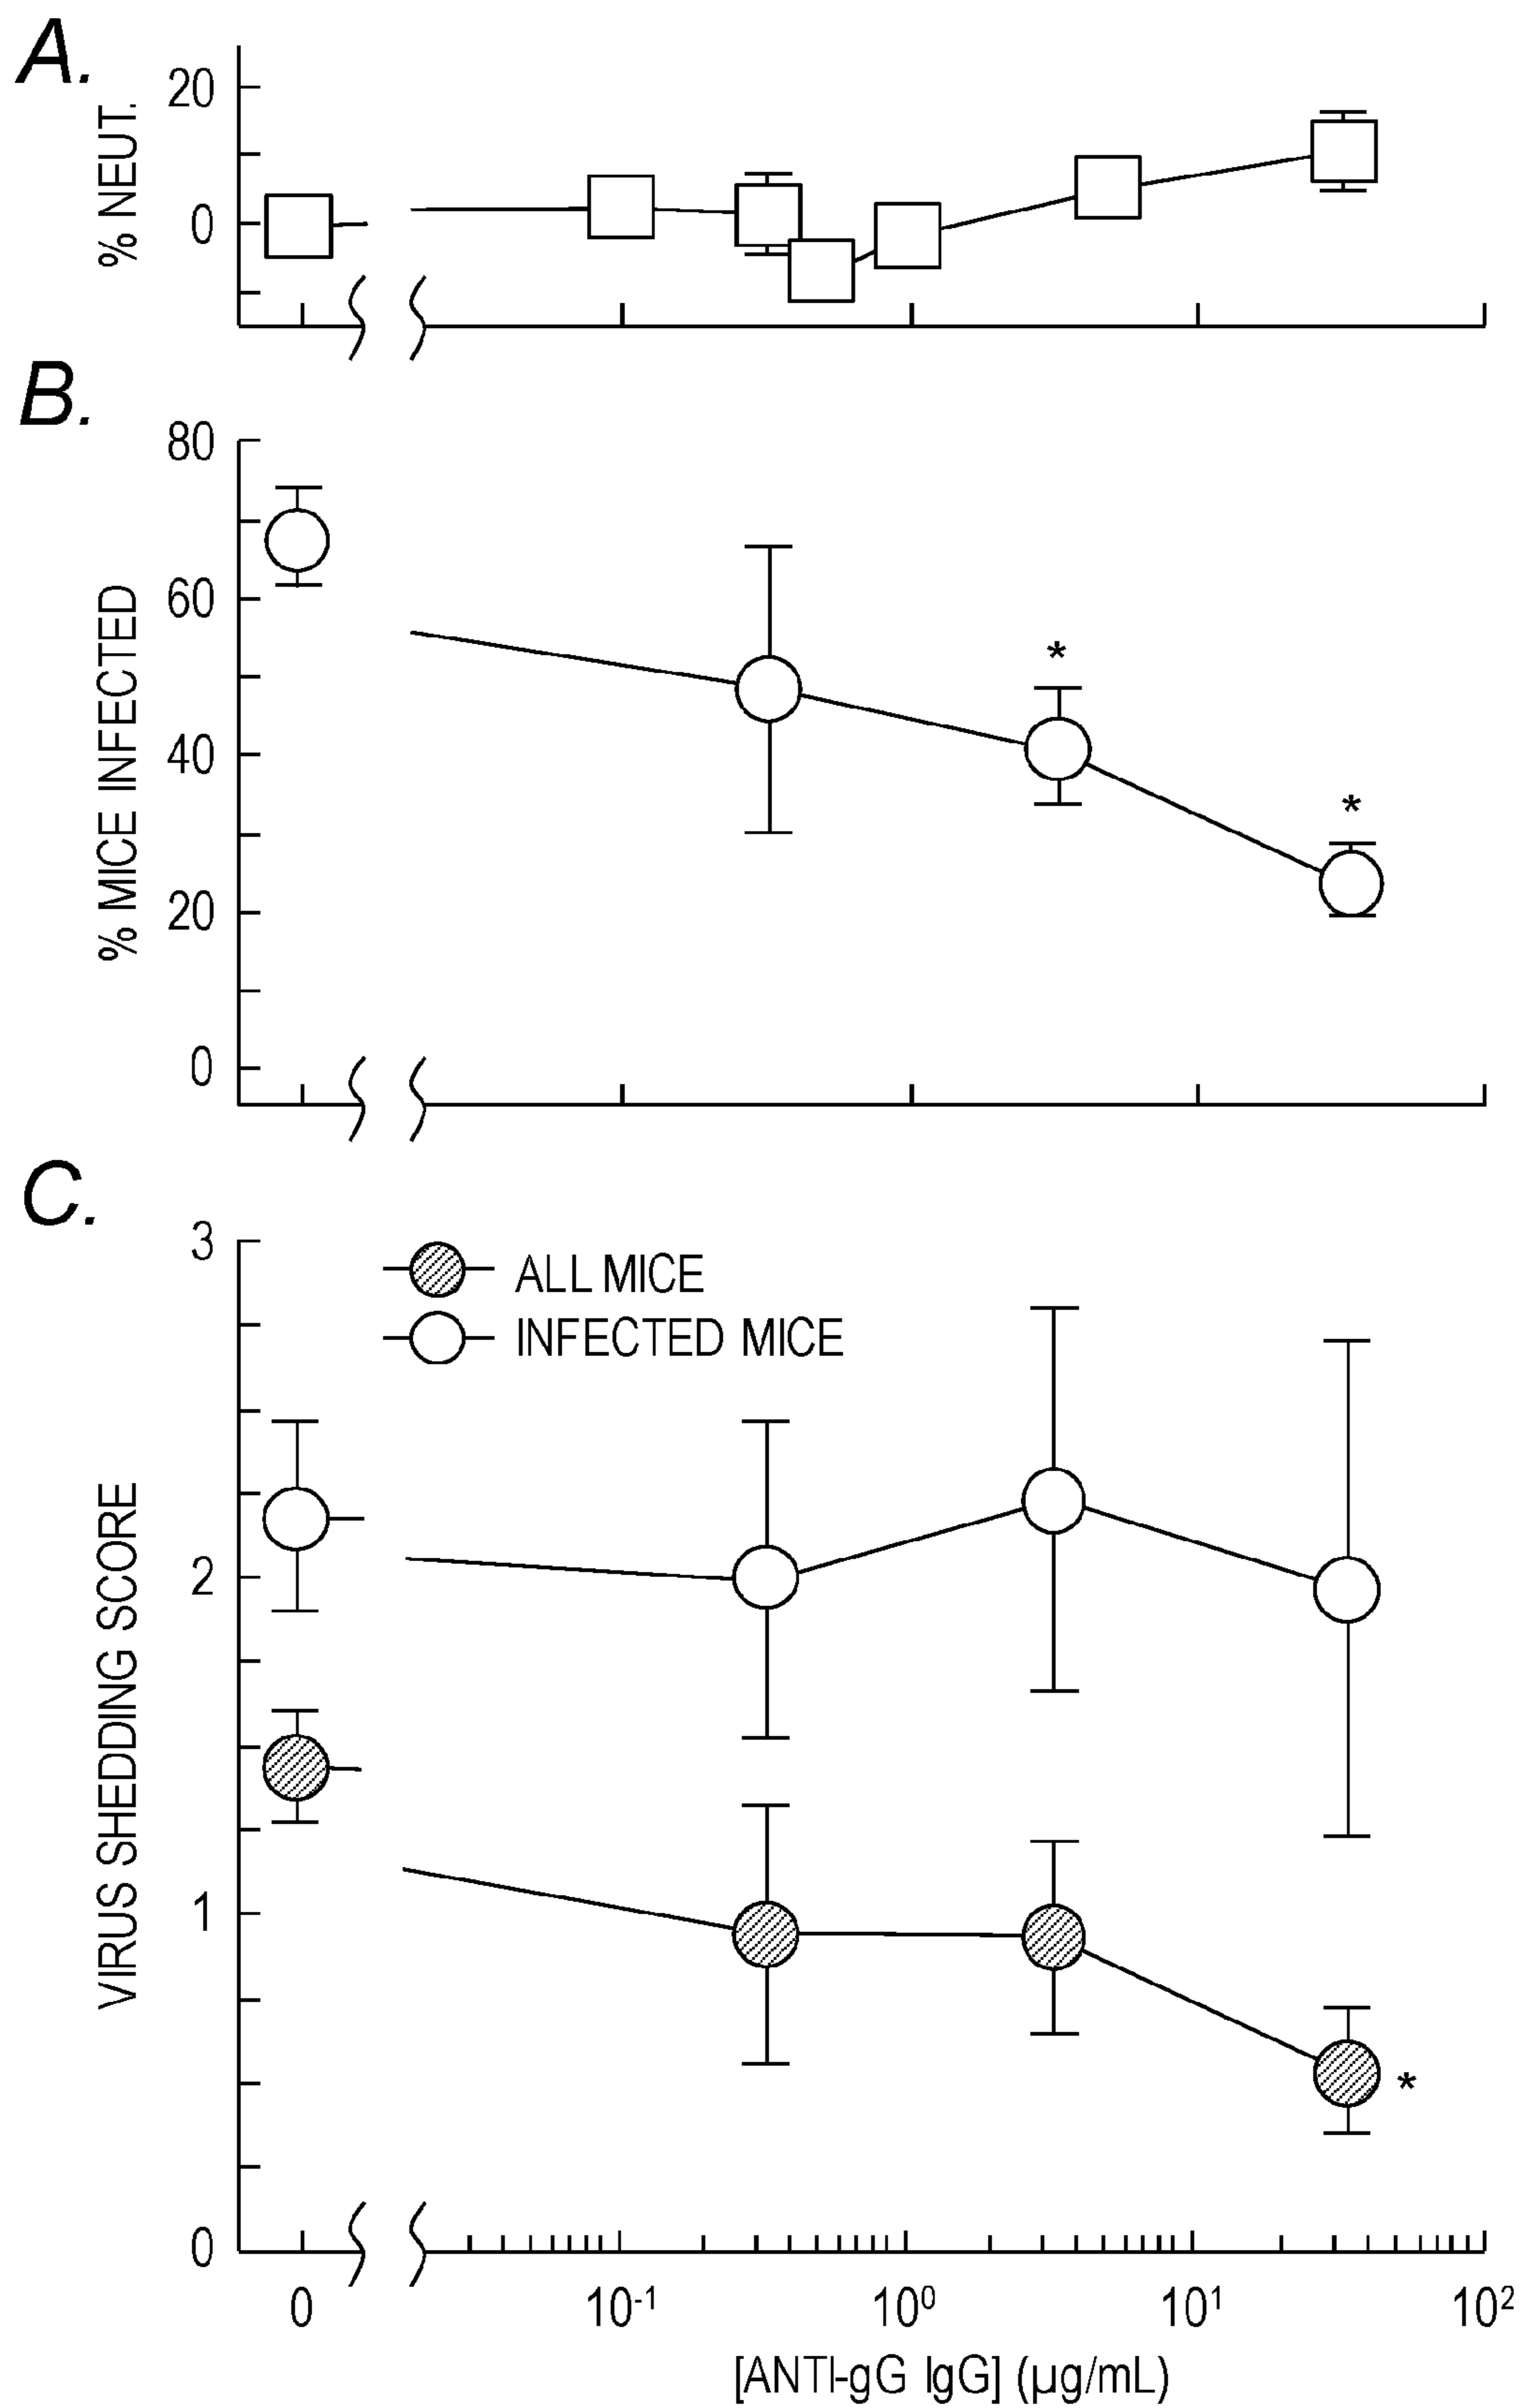 A.
20
0
% NEUT.
B.
80
60
40
20
0
% MICE INFECTED
*
*
C.
3
2
1
0
VIRUS SHEDDING SCORE
ALL MICE
INFECTED MICE
*
0 10⁻¹ 10⁰ 10¹ 10²
[ANTI-gG IgG] (µg/mL)